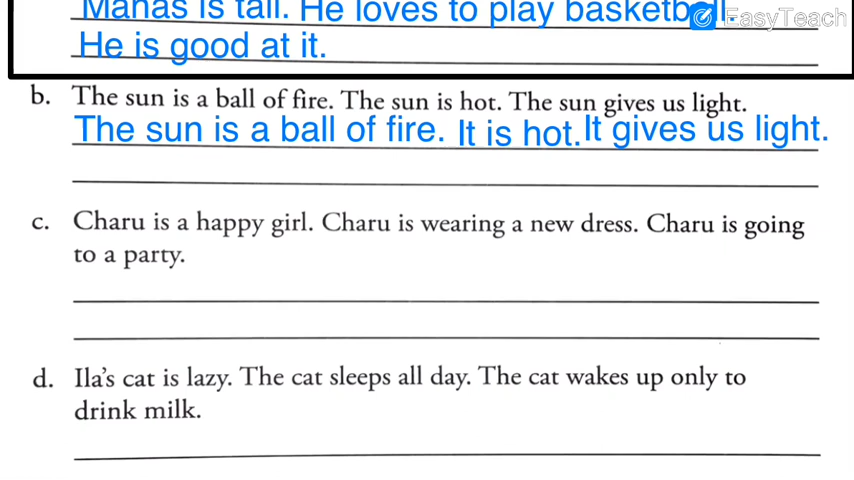 Manas is tall. He loves to play basketball.
EasyTeach
He is good at it.
b. The sun is a ball of fire. The sun is hot. The sun gives us light.
The sun is a ball of fire. It is hot. It gives us light.
c. Charu is a happy girl. Charu is wearing a new dress. Charu is going
to a party.
d. Ila's cat is lazy. The cat sleeps all day. The cat wakes up only to
drink milk.